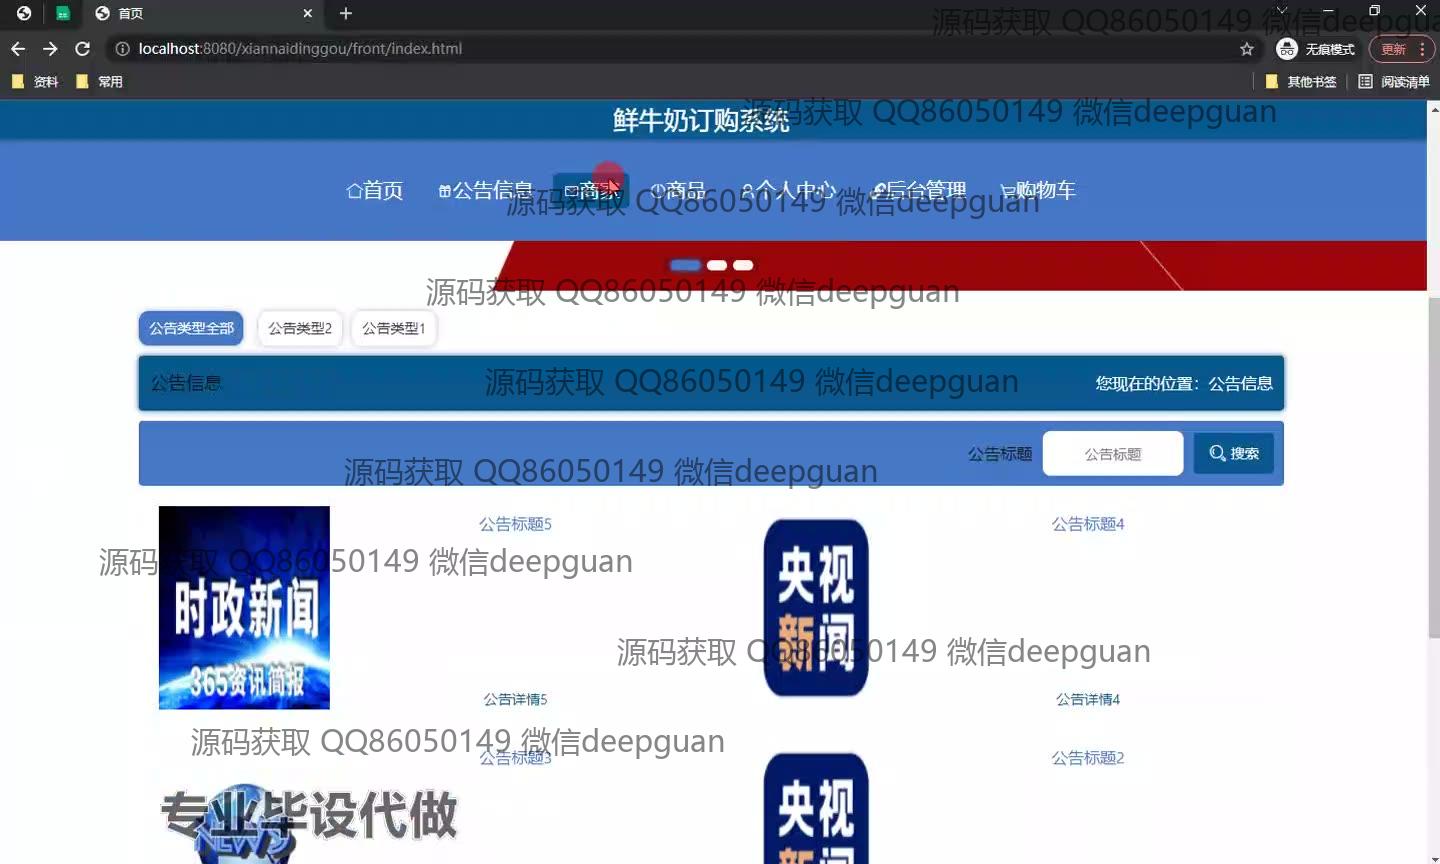 首页
源码获取 QQ86050149 微信deepgua
localhost:8080/xiannaidinggou/front/index.html
无痕模式
更新
资料
常用
其他书签
阅读清单
鲜牛奶订购系统
源码获取 QQ86050149 微信deepguan
首页
公告信息
商家
商品
个人中心
后台管理
购物车
源码获取 QQ86050149 微信deepguan
源码获取 QQ86050149 微信deepguan
公告类型全部
公告类型2
公告类型1
公告信息
源码获取 QQ86050149 微信deepguan
您现在的位置：公告信息
公告标题
公告标题
搜索
源码获取 QQ86050149 微信deepguan
公告标题5
公告标题4
源码获取 QQ86050149 微信deepguan
时政新闻
365资讯简报
央视
新闻
源码获取 QQ86050149 微信deepguan
公告详情5
公告详情4
源码获取 QQ86050149 微信deepguan
公告标题3
公告标题2
专业毕设代做
NEWS
央视